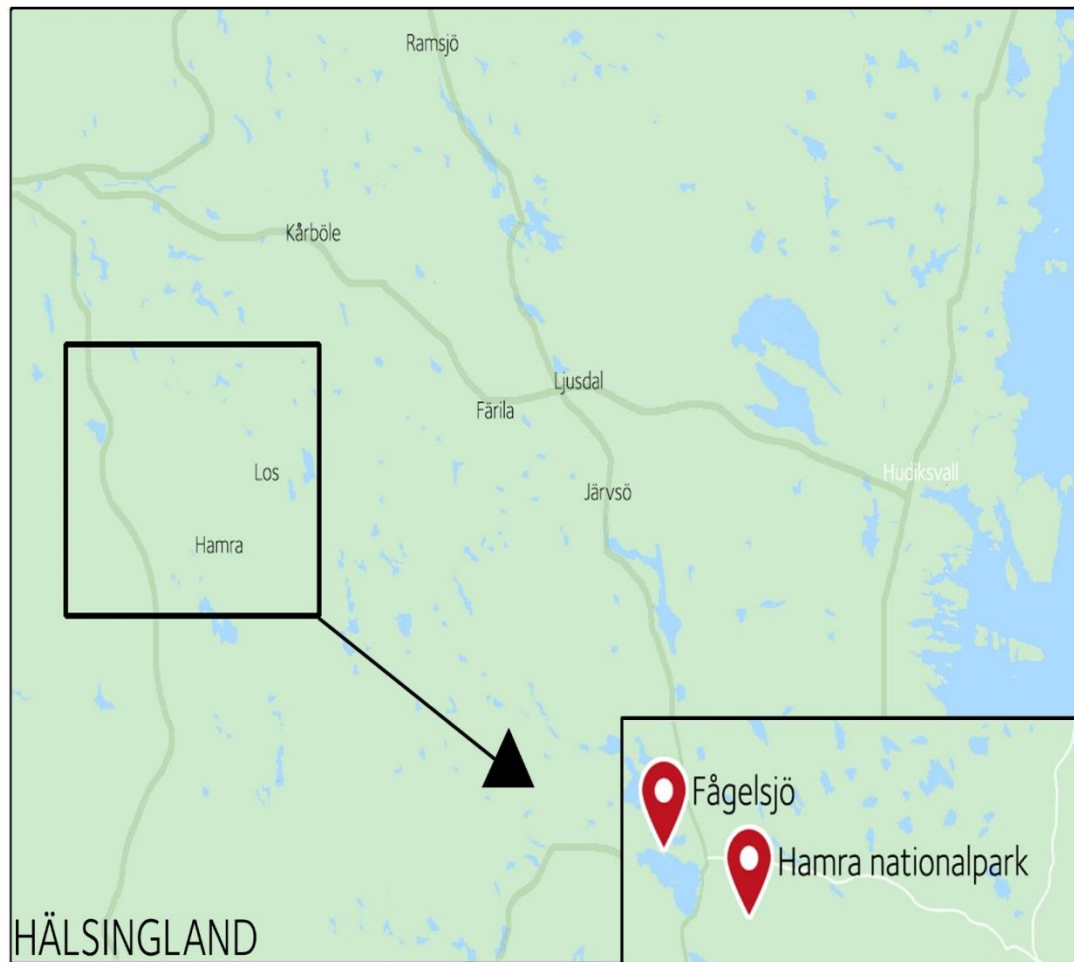 Ramsjö
Kårböle
Ljusdal
Färila
Los
Hudiksvall
Järvsö
Hamra
Fågelsjö
Hamra nationalpark
HÄLSINGLAND